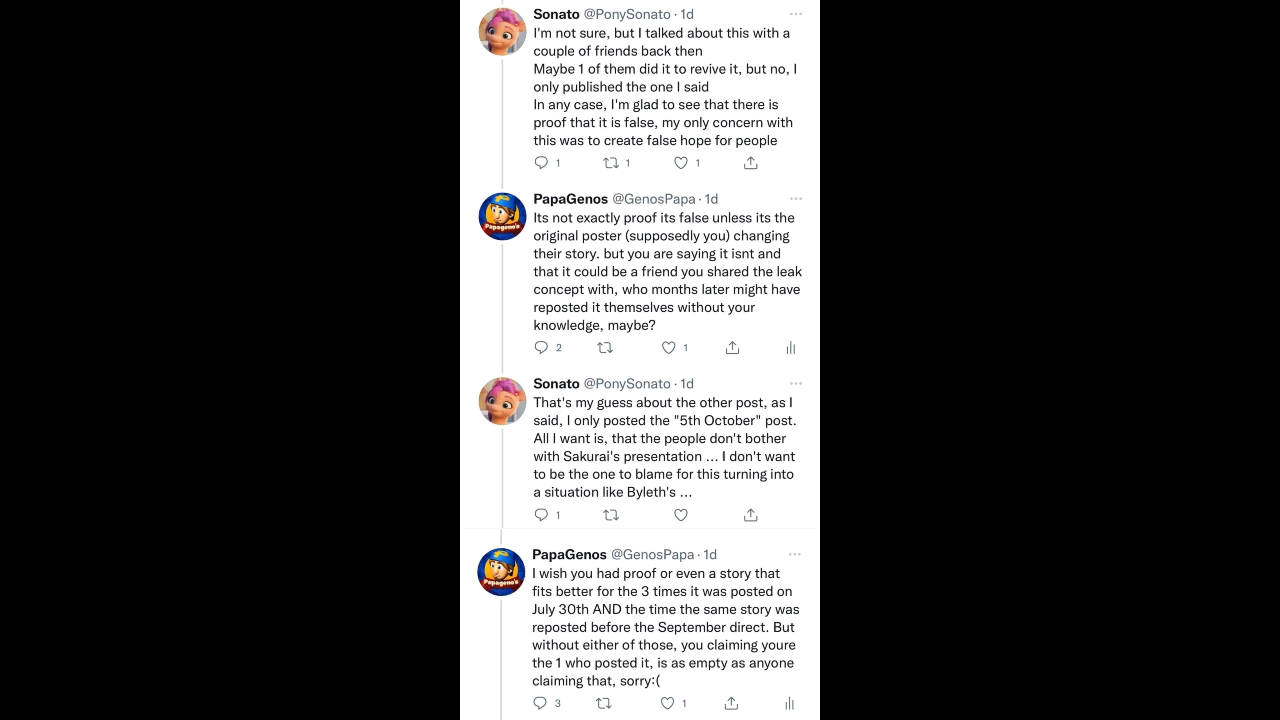 Sonato @PonySonato · 1d
I'm not sure, but I talked about this with a
couple of friends back then
Maybe 1 of them did it to revive it, but no, I
only published the one I said
In any case, I'm glad to see that there is
proof that it is false, my only concern with
this was to create false hope for people
1 1 1
PapaGenos @GenosPapa · 1d
Its not exactly proof its false unless its the
original poster (supposedly you) changing
their story. but you are saying it isnt and
that it could be a friend you shared the leak
concept with, who months later might have
reposted it themselves without your
knowledge, maybe?
2 1
Sonato @PonySonato · 1d
That's my guess about the other post, as I
said, I only posted the "5th October" post.
All I want is, that the people don't bother
with Sakurai's presentation ... I don't want
to be the one to blame for this turning into
a situation like Byleth's ...
1
PapaGenos @GenosPapa · 1d
I wish you had proof or even a story that
fits better for the 3 times it was posted on
July 30th AND the time the same story was
reposted before the September direct. But
without either of those, you claiming youre
the 1 who posted it, is as empty as anyone
claiming that, sorry:(
3 1